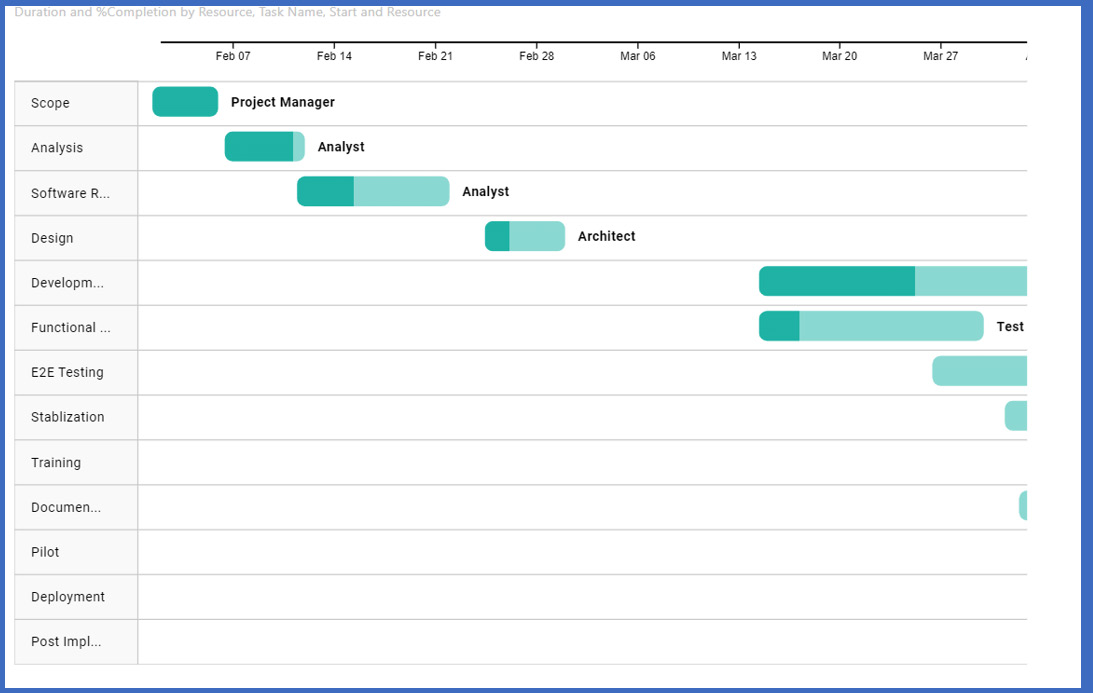 Duration and %Completion by Resource, Task Name, Start and Resource
Feb 07 Feb 14 Feb 21 Feb 28 Mar 06 Mar 13 Mar 20 Mar 27
Scope Project Manager
Analysis Analyst
Software R... Analyst
Design Architect
Developm...
Functional ... Test
E2E Testing
Stablization
Training
Documen...
Pilot
Deployment
Post Impl...